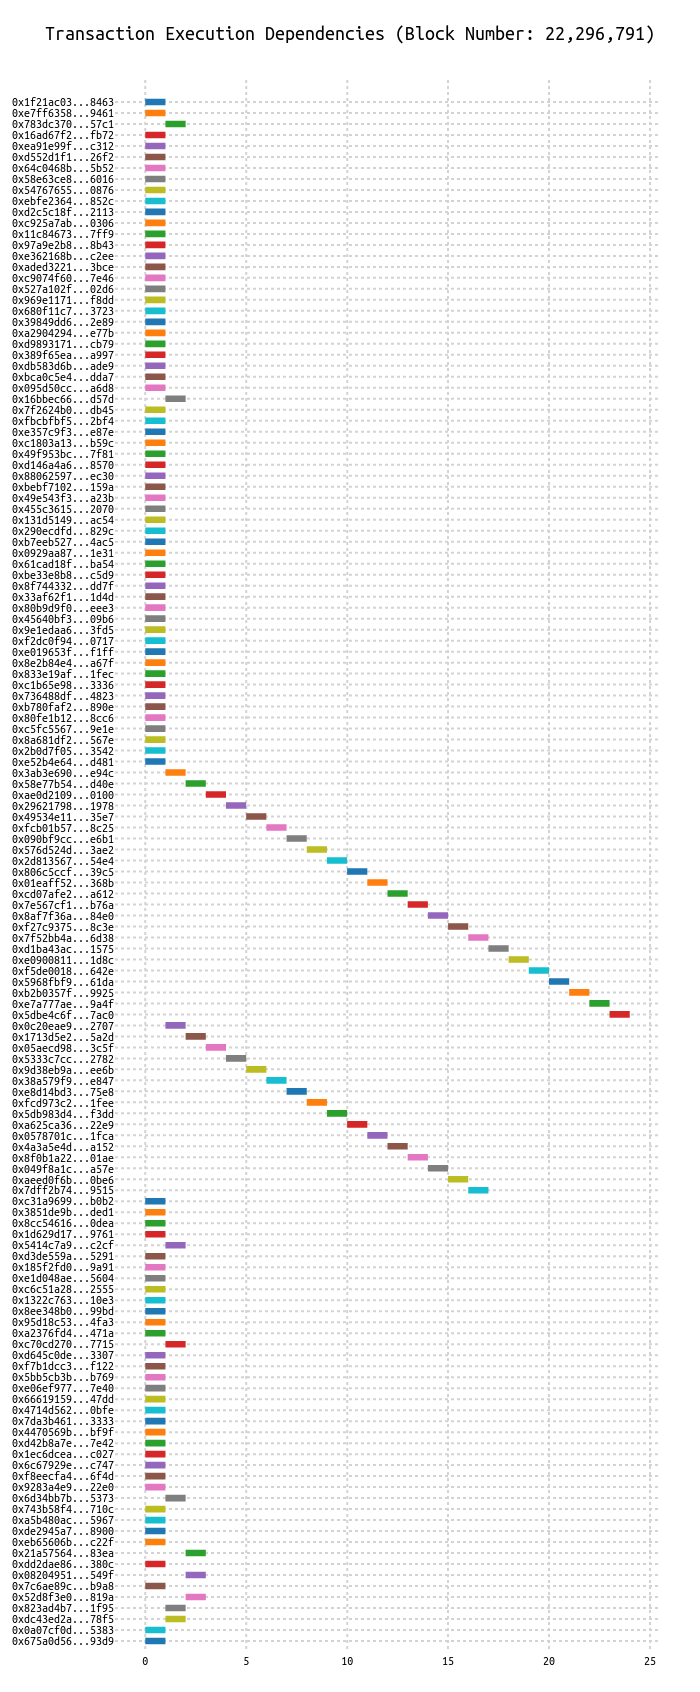 Transaction Execution Dependencies (Block Number: 22,296,791)
0x1f21ac03...8463
0xe7ff6358...9461
0x783dc370...57c1
0x16ad67f2...fb72
0xea91e99f...c312
0xd552d1f1...26f2
0x64c0468b...5b52
0x58e63ce8...6016
0x54767655...0876
0xebfe2364...852c
0xd2c5c18f...2113
0xc925a7ab...0306
0x11c84673...7ff9
0x97a9e2b8...8b43
0xe362168b...c2ee
0xaded3221...3bce
0xc9074f60...7e46
0x527a102f...02d6
0x969e1171...f8dd
0x680f11c7...3723
0x39849dd6...2e89
0xa2904294...e77b
0xd9893171...cb79
0x389f65ea...a997
0xdb583d6b...ade9
0xbca0c5e4...dda7
0x095d50cc...a6d8
0x16bbec66...d57d
0x7f2624b0...db45
0xfbcbfbf5...2bf4
0xe357c9f3...e87e
0xc1803a13...b59c
0x49f953bc...7f81
0xd146a4a6...8570
0x88062597...ec30
0xbebf7102...159a
0x49e543f3...a23b
0x455c3615...2070
0x131d5149...ac54
0x290ecdfd...829c
0xb7eeb527...4ac5
0x0929aa87...1e31
0x61cad18f...ba54
0xbe33e8b8...c5d9
0x8f744332...dd7f
0x33af62f1...1d4d
0x80b9d9f0...eee3
0x45640bf3...09b6
0x9e1edaa6...3fd5
0xf2dc0f94...0717
0xe019653f...f1ff
0x8e2b84e4...a67f
0x833e19af...1fec
0xc1b65e98...3336
0x736488df...4823
0xb780faf2...890e
0x80fe1b12...8cc6
0xc5fc5567...9e1e
0x8a681df2...567e
0x2b0d7f05...3542
0xe52b4e64...d481
0x3ab3e690...e94c
0x58e77b54...d40e
0xae0d2109...0100
0x29621798...1978
0x49534e11...35e7
0xfcb01b57...8c25
0x090bf9cc...e6b1
0x576d524d...3ae2
0x2d813567...54e4
0x806c5ccf...39c5
0x01eaff52...368b
0xcd07afe2...a612
0x7e567cf1...b76a
0x8af7f36a...84e0
0xf27c9375...8c3e
0x7f52bb4a...6d38
0xd1ba43ac...1575
0xe0900811...1d8c
0xf5de0018...642e
0x5968fbf9...61da
0xb2b0357f...9925
0xe7a777ae...9a4f
0x5dbe4c6f...7ac0
0x0c20eae9...2707
0x1713d5e2...5a2d
0x05aecd98...3c5f
0x5333c7cc...2782
0x9d38eb9a...ee6b
0x38a579f9...e847
0xe8d14bd3...75e8
0xfcd973c2...1fee
0x5db983d4...f3dd
0xa625ca36...22e9
0x0578701c...1fca
0x4a3a5e4d...a152
0x8f0b1a22...01ae
0x049f8a1c...a57e
0xaeed0f6b...0be6
0x7dff2b74...9515
0xc31a9699...b0b2
0x3851de9b...ded1
0x8cc54616...0dea
0x1d629d17...9761
0x5414c7a9...c2cf
0xd3de559a...5291
0x185f2fd0...9a91
0xe1d048ae...5604
0xc6c51a28...2555
0x1322c763...10e3
0x8ee348b0...99bd
0x95d18c53...4fa3
0xa2376fd4...471a
0xc70cd270...7715
0xd645c0de...3307
0xf7b1dcc3...f122
0x5bb5cb3b...b769
0xe06ef977...7e40
0x66619159...47dd
0x4714d562...0bfe
0x7da3b461...3333
0x4470569b...bf9f
0xd42b8a7e...7e42
0x1ec6dcea...c027
0x6c67929e...c747
0xf8eecfa4...6f4d
0x9283a4e9...22e0
0x6d34bb7b...5373
0x743b58f4...710c
0xa5b480ac...5967
0xde2945a7...8900
0xeb65606b...c22f
0x21a57564...83ea
0xdd2dae86...380c
0x08204951...549f
0x7c6ae89c...b9a8
0x52d8f3e0...819a
0x823ad4b7...1f95
0xdc43ed2a...78f5
0x0a07cf0d...5383
0x675a0d56...93d9
0 5 10 15 20 25